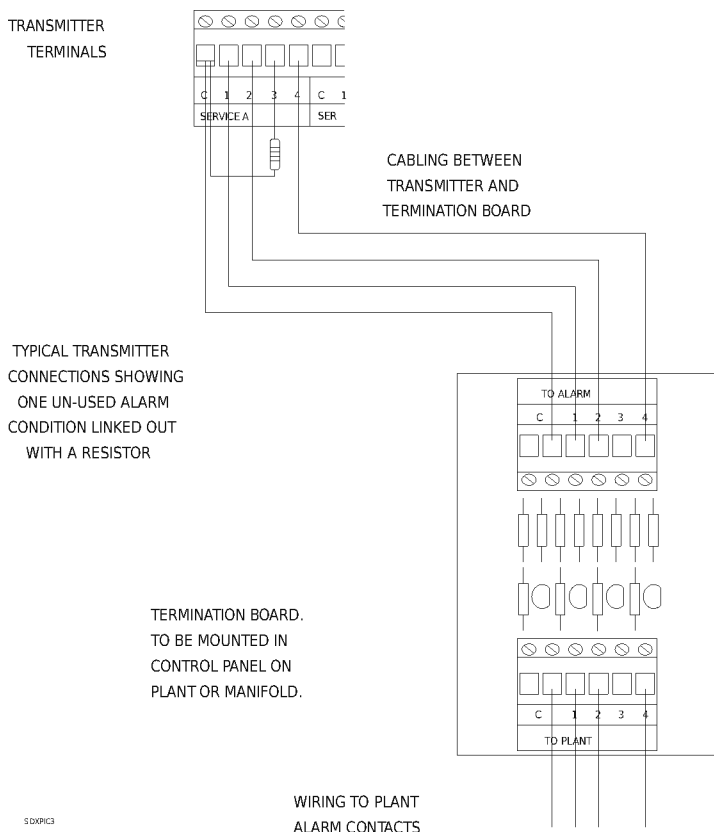 TRANSMITTER
TERMINALS
C 1 2 3 4 C 1
SERVICE A SER
CABLING BETWEEN
TRANSMITTER AND
TERMINATION BOARD
TYPICAL TRANSMITTER
CONNECTIONS SHOWING
ONE UN-USED ALARM
CONDITION LINKED OUT
WITH A RESISTOR
TO ALARM
C 1 2 3 4
TERMINATION BOARD.
TO BE MOUNTED IN
CONTROL PANEL ON
PLANT OR MANIFOLD.
C 1 2 3 4
TO PLANT
WIRING TO PLANT
ALARM CONTACTS
SDXPIC3